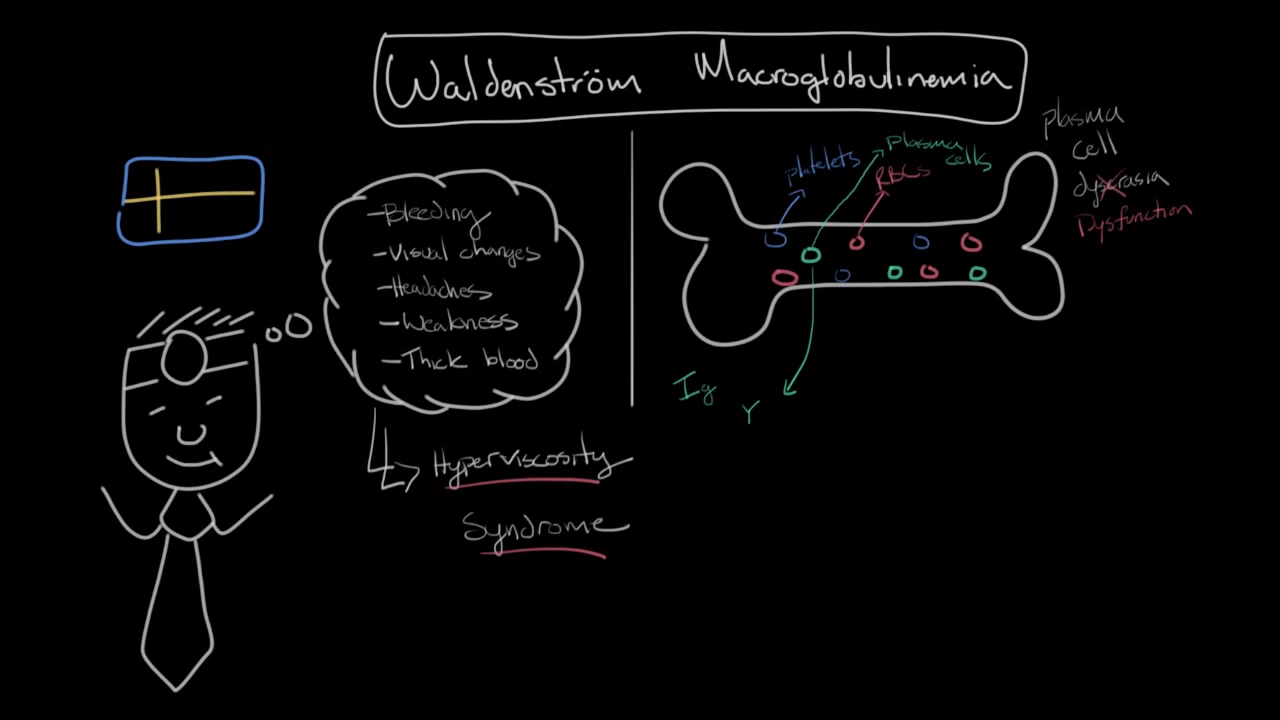 Waldenström Macroglobulinemia
-Bleeding
-Visual changes
-Headaches
-Weakness
-Thick blood
Hyperviscosity
Syndrome
platelets
Plasma
cells
RBCs
plasma
cell
dyscrasia
Dysfunction
Ig
Y